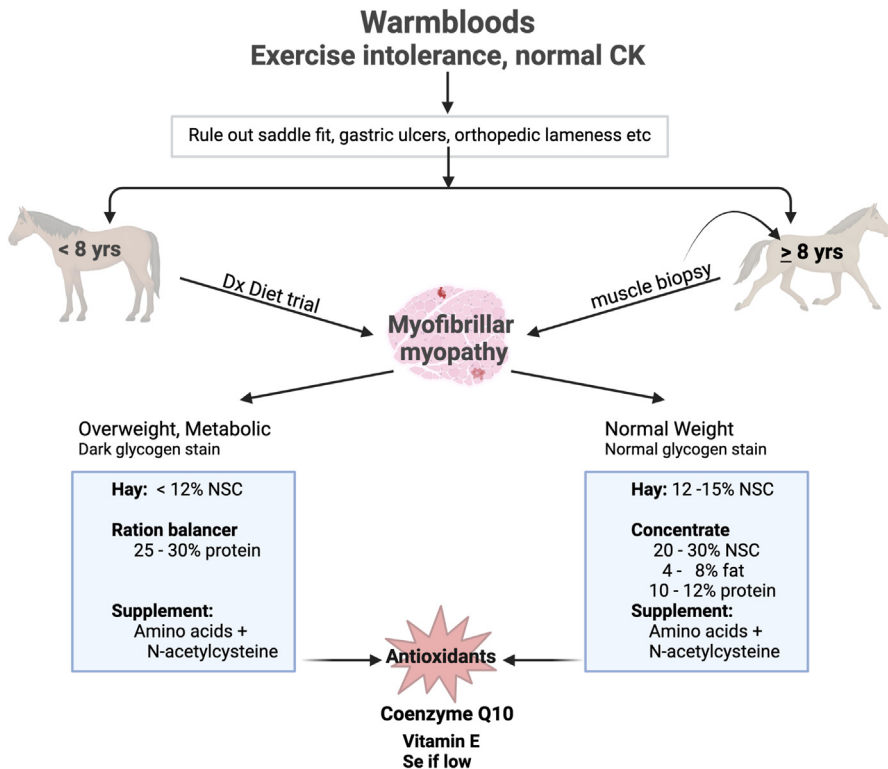 Warmbloods
Exercise intolerance, normal CK
Rule out saddle fit, gastric ulcers, orthopedic lameness etc
< 8 yrs
≥ 8 yrs
Dx Diet trial
muscle biopsy
Myofibrillar
myopathy
Overweight, Metabolic
Dark glycogen stain
Hay: < 12% NSC
Ration balancer
25 - 30% protein
Supplement:
Amino acids +
N-acetylcysteine
Normal Weight
Normal glycogen stain
Hay: 12 -15% NSC
Concentrate
20 - 30% NSC
4 - 8% fat
10 - 12% protein
Supplement:
Amino acids +
N-acetylcysteine
Antioxidants
Coenzyme Q10
Vitamin E
Se if low